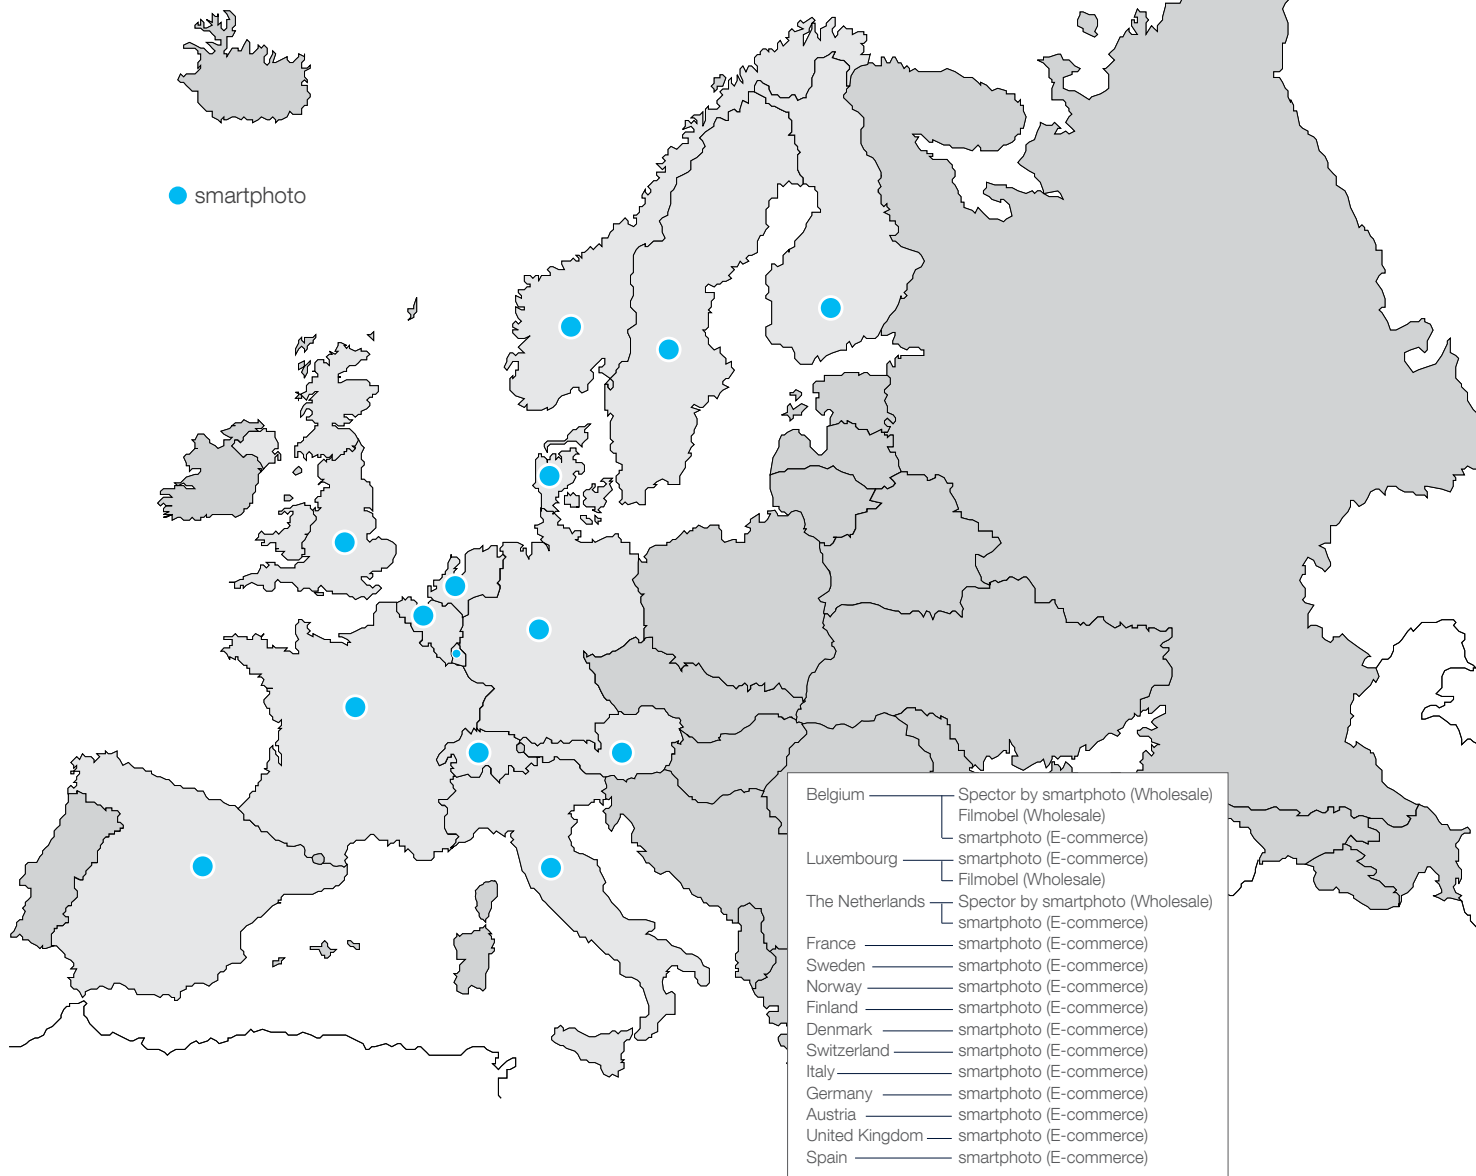 smartphoto
Belgium Spector by smartphoto (Wholesale)
Filmobel (Wholesale)
smartphoto (E-commerce)
Luxembourg smartphoto (E-commerce)
Filmobel (Wholesale)
The Netherlands Spector by smartphoto (Wholesale)
smartphoto (E-commerce)
France smartphoto (E-commerce)
Sweden smartphoto (E-commerce)
Norway smartphoto (E-commerce)
Finland smartphoto (E-commerce)
Denmark smartphoto (E-commerce)
Switzerland smartphoto (E-commerce)
Italy smartphoto (E-commerce)
Germany smartphoto (E-commerce)
Austria smartphoto (E-commerce)
United Kingdom smartphoto (E-commerce)
Spain smartphoto (E-commerce)